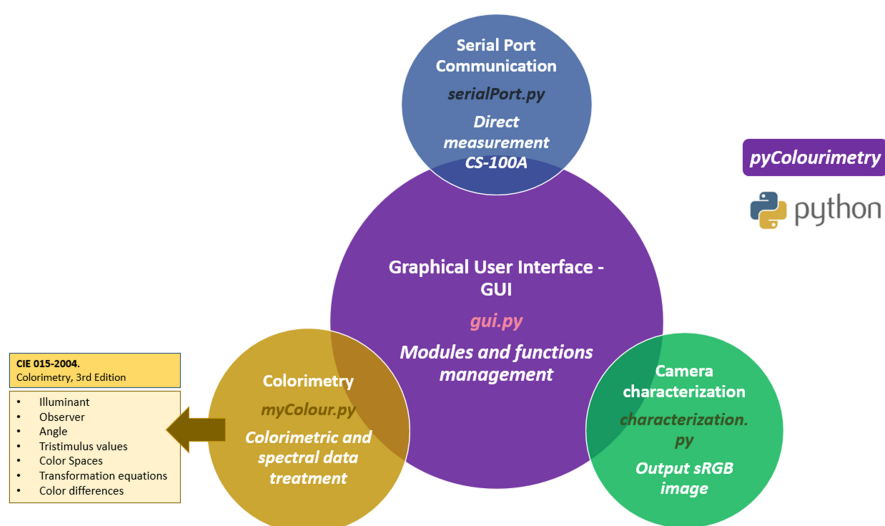 Serial Port
Communication
serialPort.py
Direct
measurement
CS-100A
pyColourimetry
python
Graphical User Interface -
GUI
gui.py
Modules and functions
management
CIE 015-2004.
Colorimetry, 3rd Edition
• Illuminant
• Observer
• Angle
• Tristimulus values
• Color Spaces
• Transformation equations
• Color differences
Colorimetry
myColour.py
Colorimetric and
spectral data
treatment
Camera
characterization
characterization.
py
Output sRGB
image